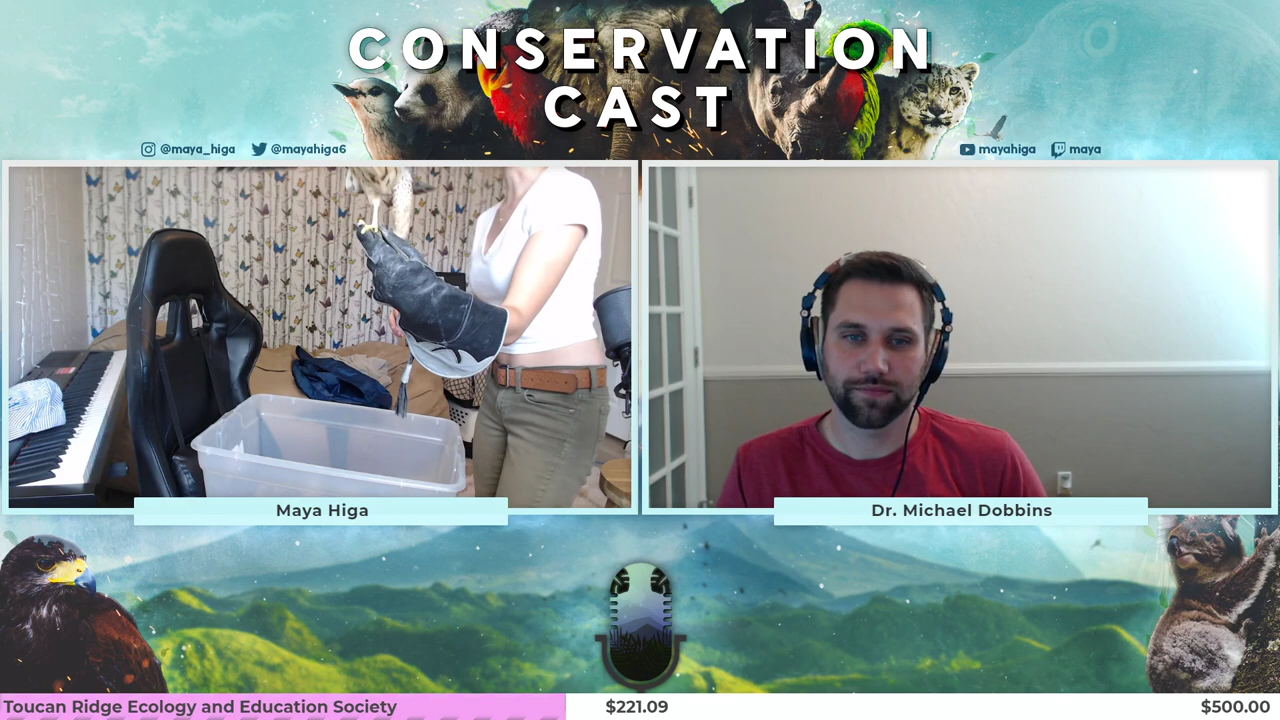 CONSERVATION
CAST
@maya_higa @mayahiga6 mayahiga maya
Maya Higa Dr. Michael Dobbins
Toucan Ridge Ecology and Education Society $221.09 $500.00